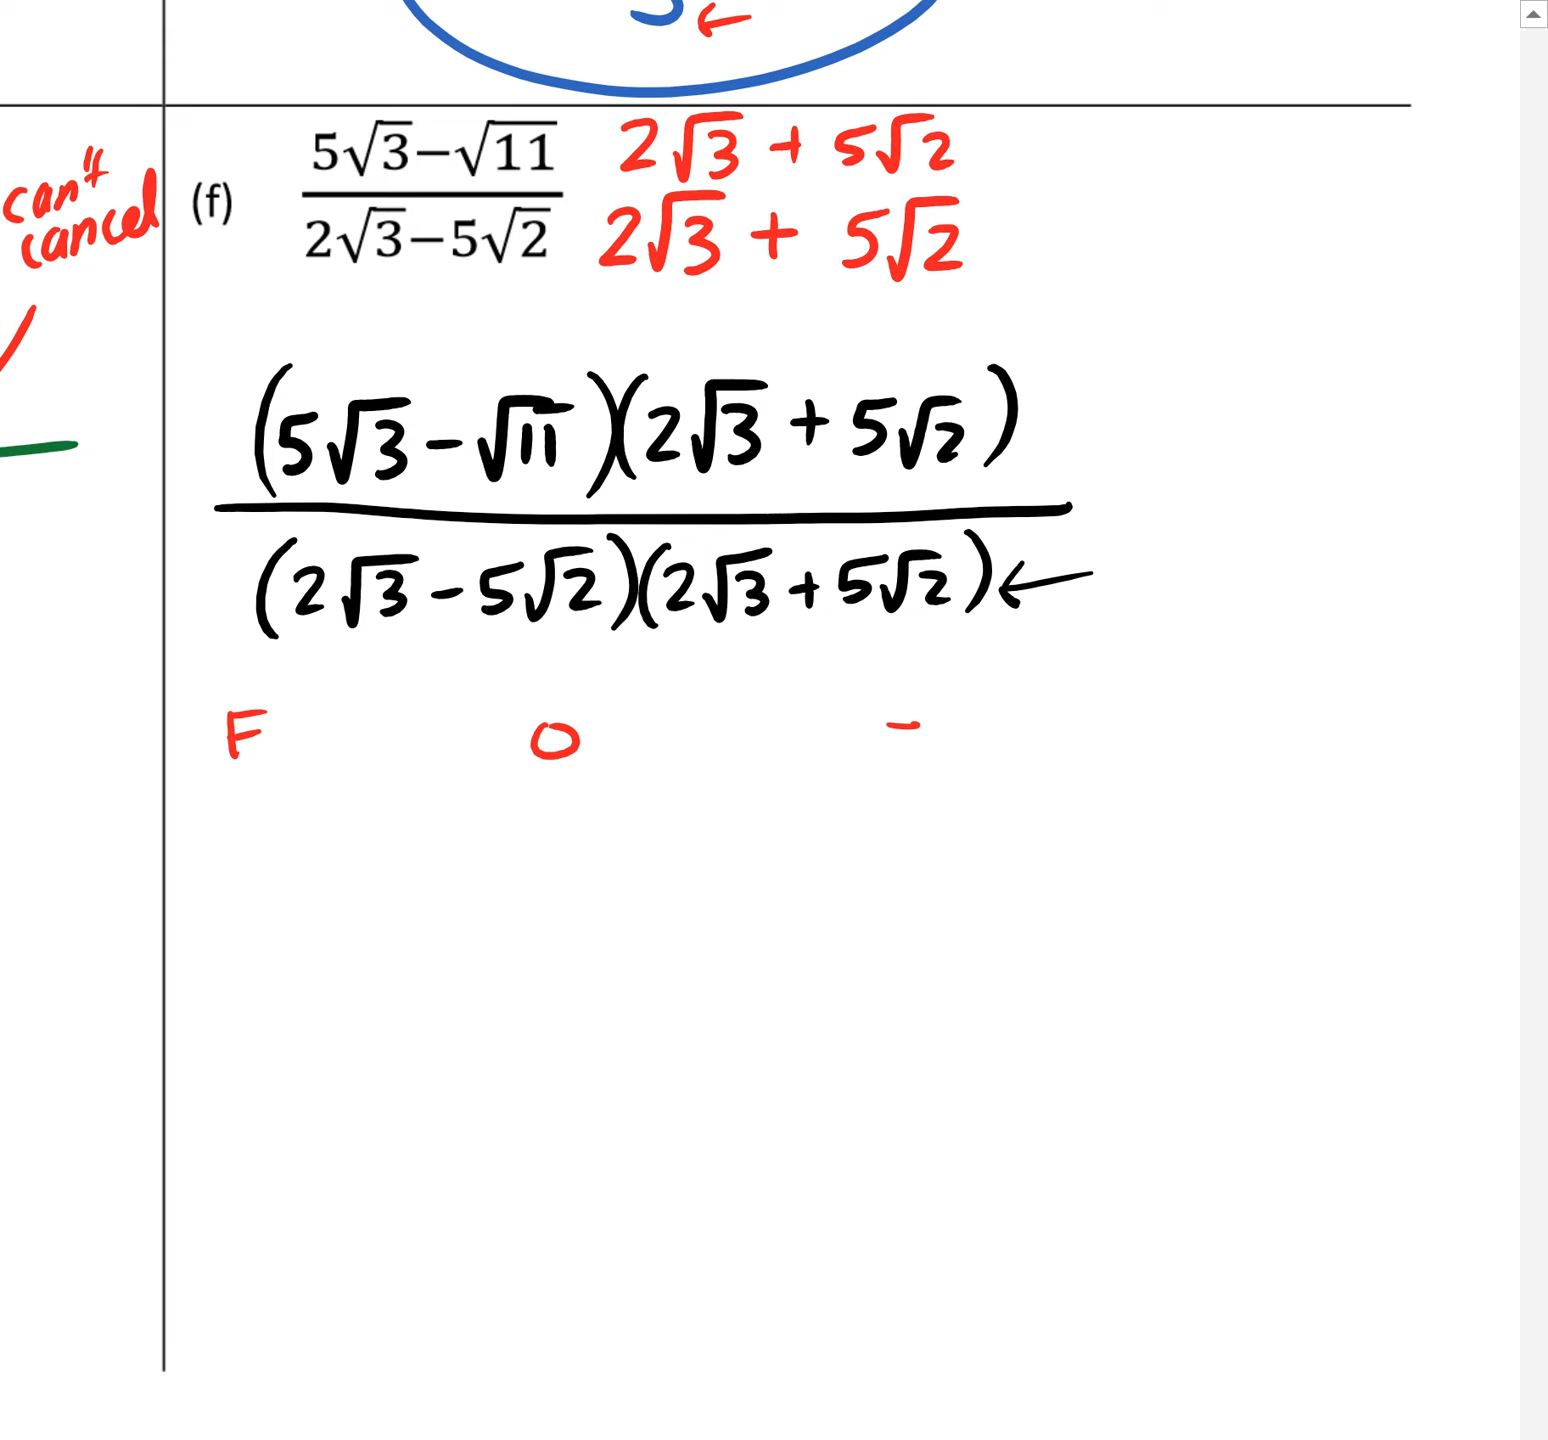 can't
cancel
(f) 5√3−√11 2√3 + 5√2
2√3−5√2 2√3 + 5√2
(5√3 - √11)(2√3 + 5√2)
(2√3 - 5√2)(2√3 + 5√2)←
F O -